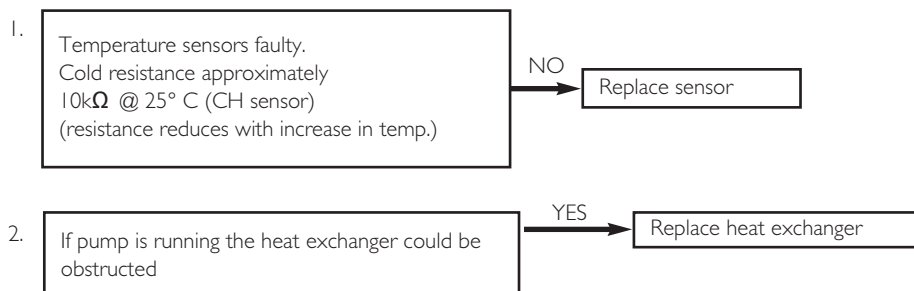 1.
Temperature sensors faulty.
Cold resistance approximately
10kΩ @ 25° C (CH sensor)
(resistance reduces with increase in temp.)
NO
Replace sensor
2.
If pump is running the heat exchanger could be
obstructed
YES
Replace heat exchanger